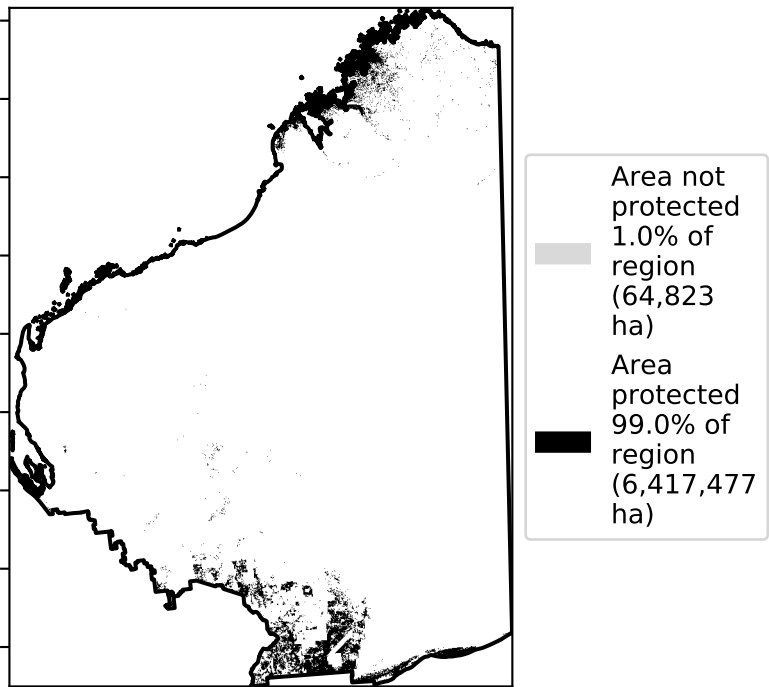 Area not
protected
1.0% of
region
(64,823
ha)
Area
protected
99.0% of
region
(6,417,477
ha)